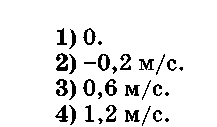 1) 0.
2) –0,2 м/с.
3) 0,6 м/с.
4) 1,2 м/с.